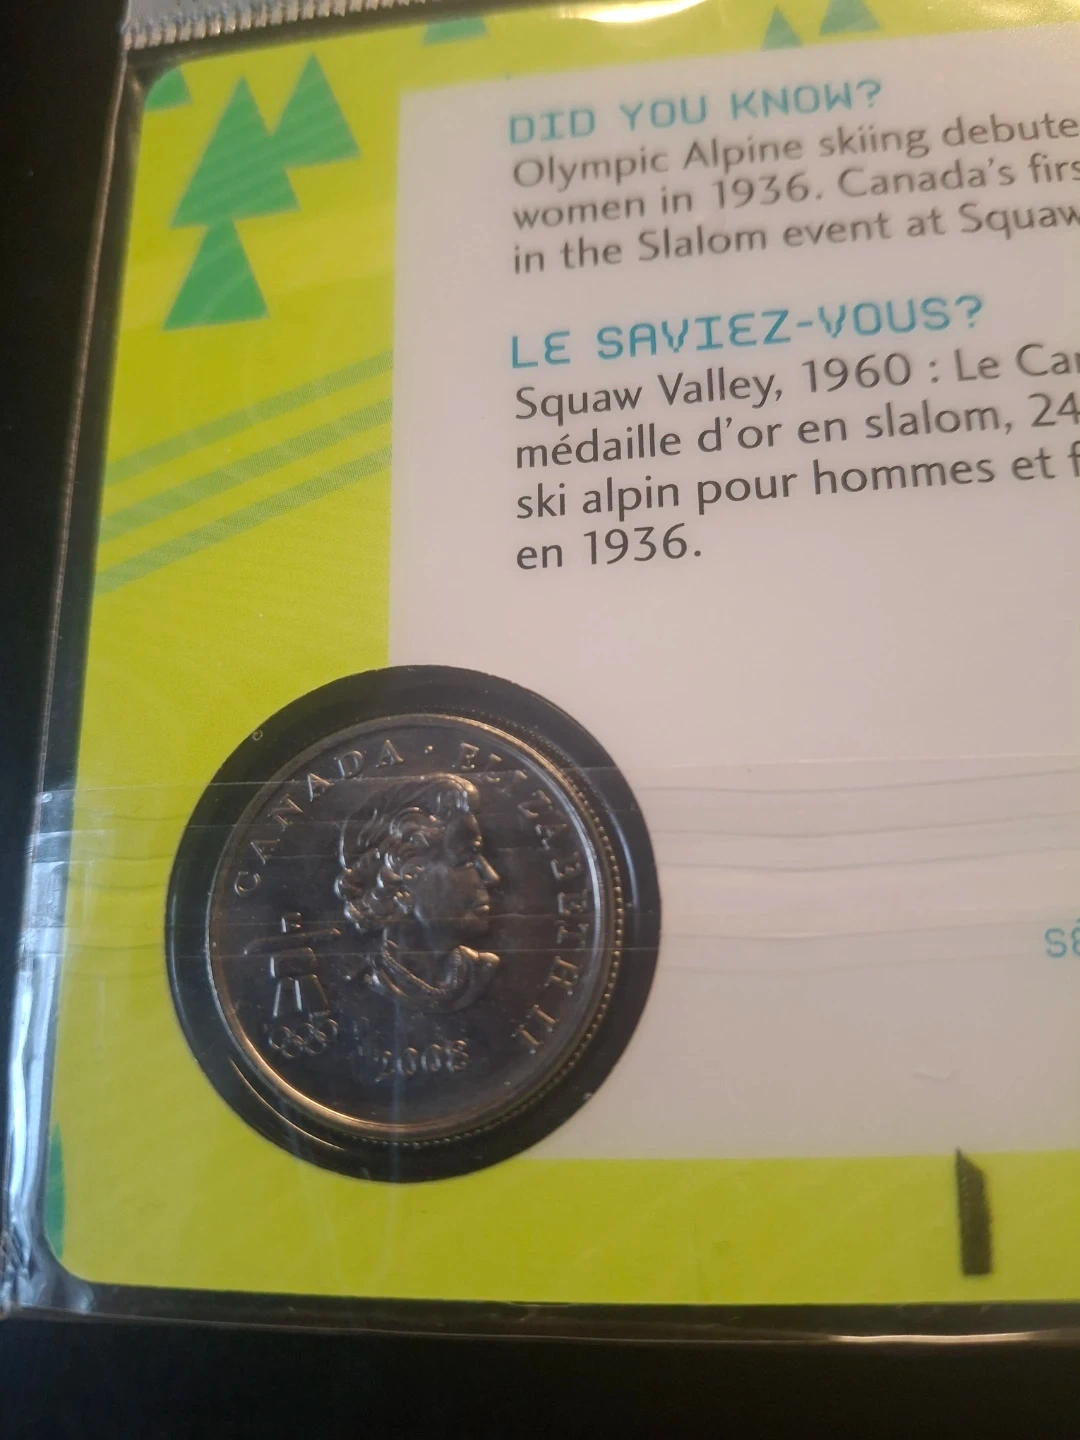 DID YOU KNOW?
Olympic Alpine skiing debute
women in 1936. Canada's firs
in the Slalom event at Squaw
LE SAVIEZ-VOUS?
Squaw Valley, 1960 : Le Can
médaille d'or en slalom, 24
ski alpin pour hommes et f
en 1936.
CANADA · ELIZABETH II
2008
sé